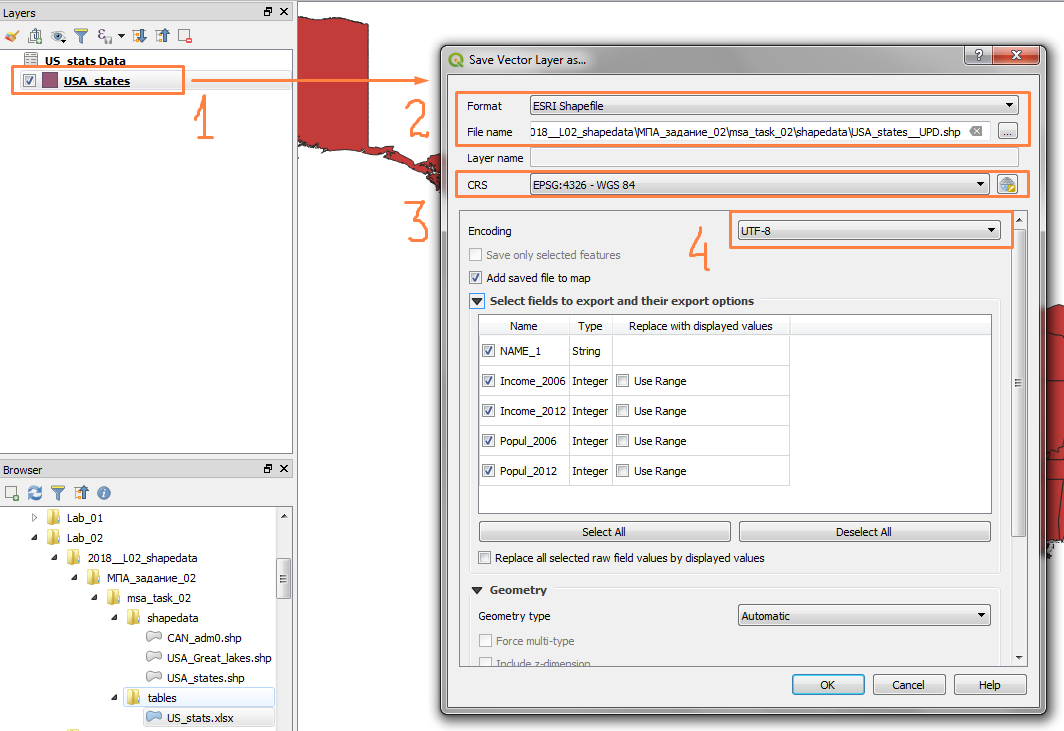 Layers
US_stats Data
USA_states
1
Browser
Lab_01
Lab_02
2018__L02_shapedata
МПА_задание_02
msa_task_02
shapedata
CAN_adm0.shp
USA_Great_lakes.shp
USA_states.shp
tables
US_stats.xlsx
Save Vector Layer as...
2
Format
ESRI Shapefile
File name
018__L02_shapedata\МПА_задание_02\msa_task_02\shapedata\USA_states__UPD.shp
...
Layer name
3
CRS
EPSG:4326 - WGS 84
Encoding
4
UTF-8
Save only selected features
Add saved file to map
Select fields to export and their export options
Name Type Replace with displayed values
NAME_1 String
Income_2006 Integer Use Range
Income_2012 Integer Use Range
Popul_2006 Integer Use Range
Popul_2012 Integer Use Range
Select All Deselect All
Replace all selected raw field values by displayed values
Geometry
Geometry type Automatic
Force multi-type
Include z-dimension
OK Cancel Help